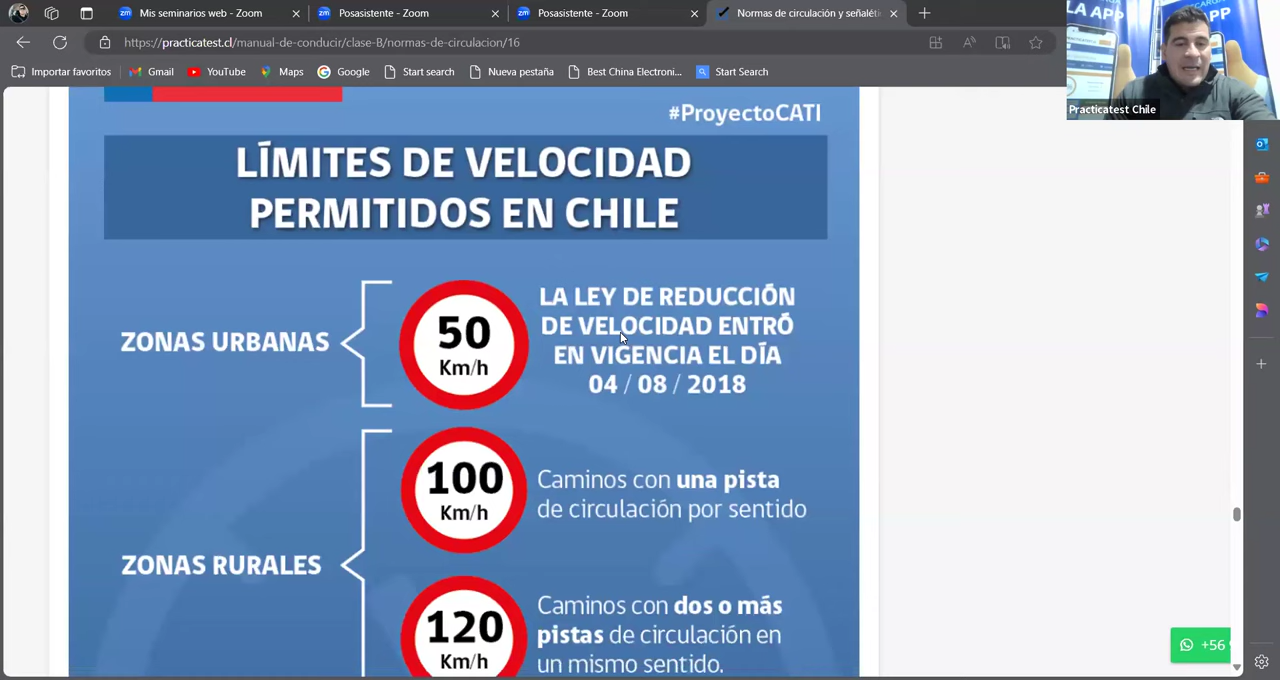 Mis seminarios web - Zoom
Posasistente - Zoom
Posasistente - Zoom
Normas de circulación y señaléti
https://practicatest.cl/manual-de-conducir/clase-B/normas-de-circulacion/16
Importar favoritos
Gmail
YouTube
Maps
Google
Start search
Nueva pestaña
Best China Electroni...
Start Search
LA APP
APP
Practicatest Chile
#ProyectoCATI
LÍMITES DE VELOCIDAD
PERMITIDOS EN CHILE
ZONAS URBANAS
50
Km/h
LA LEY DE REDUCCIÓN
DE VELOCIDAD ENTRÓ
EN VIGENCIA EL DÍA
04 / 08 / 2018
ZONAS RURALES
100
Km/h
Caminos con una pista
de circulación por sentido
120
Km/h
Caminos con dos o más
pistas de circulación en
un mismo sentido.
+56